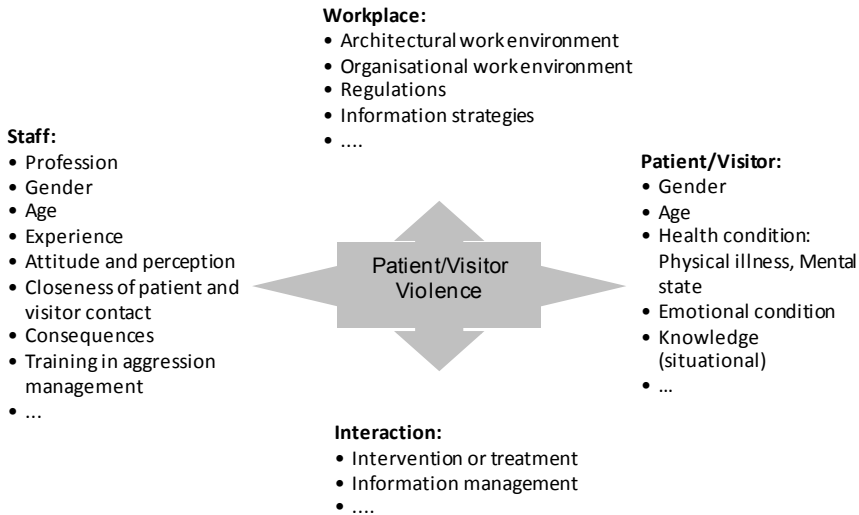 Workplace:
• Architectural work environment
• Organisational work environment
• Regulations
• Information strategies
• ....
Staff:
• Profession
• Gender
• Age
• Experience
• Attitude and perception
• Closeness of patient and
visitor contact
• Consequences
• Training in aggression
management
• ...
Patient/Visitor
Violence
Patient/Visitor:
• Gender
• Age
• Health condition:
Physical illness, Mental
state
• Emotional condition
• Knowledge
(situational)
• ...
Interaction:
• Intervention or treatment
• Information management
• ....